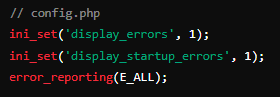 // config.php
ini_set('display_errors', 1);
ini_set('display_startup_errors', 1);
error_reporting(E_ALL);